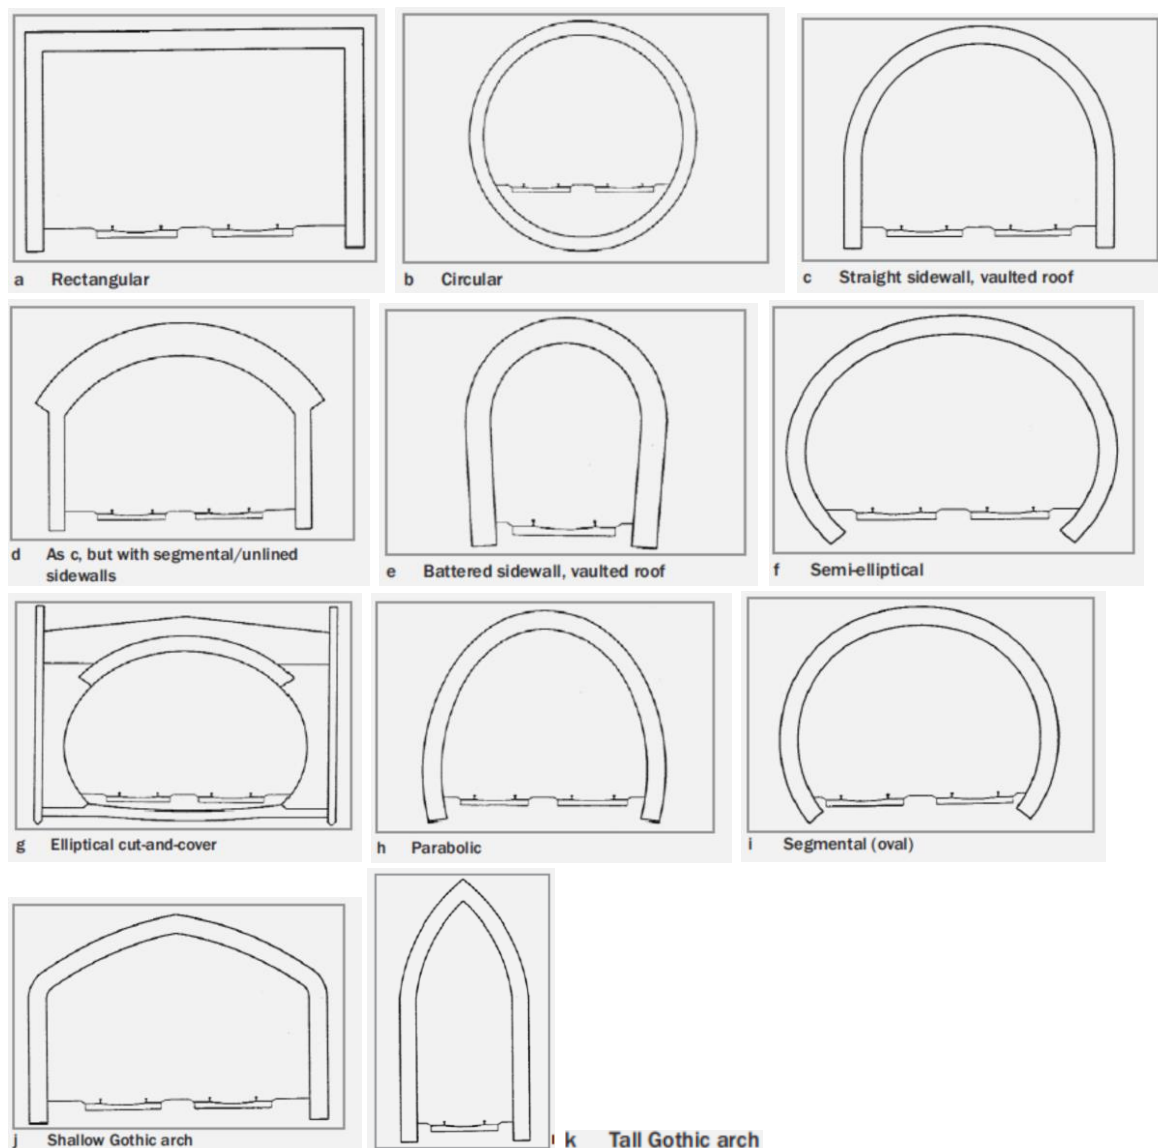 a Rectangular
b Circular
c Straight sidewall, vaulted roof
d As c, but with segmental/unlined
sidewalls
e Battered sidewall, vaulted roof
f Semi-elliptical
g Elliptical cut-and-cover
h Parabolic
i Segmental (oval)
j Shallow Gothic arch
k Tall Gothic arch